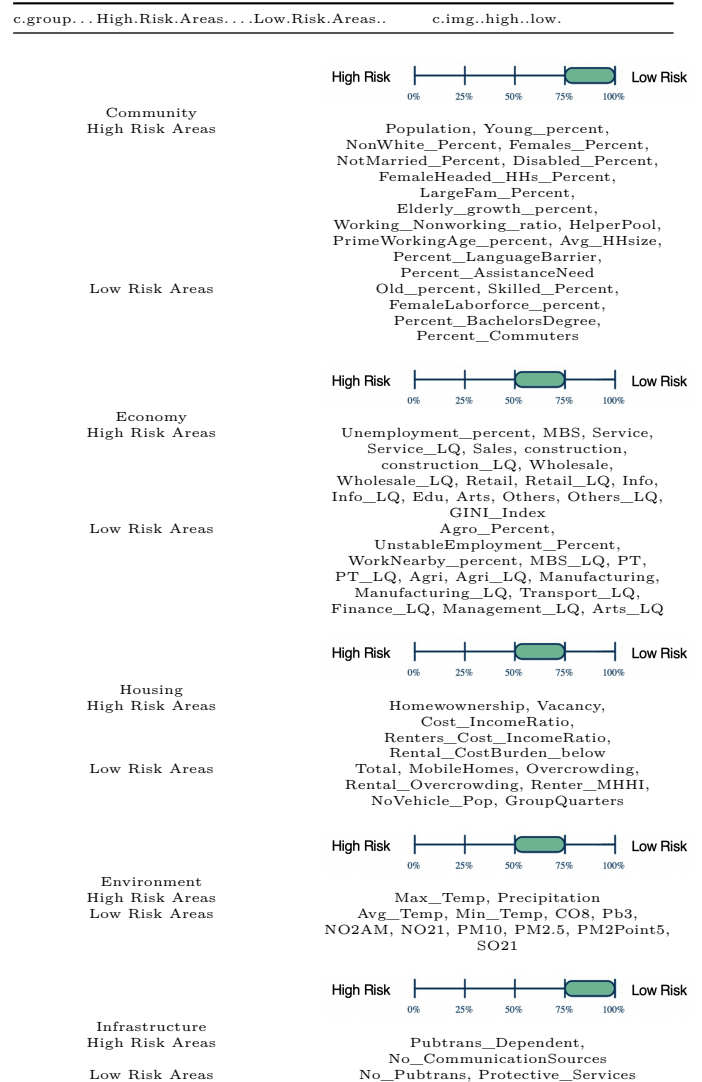 c.group...High.Risk.Areas....Low.Risk.Areas.. c.img..high..low.
High Risk Low Risk
0% 25% 50% 75% 100%
Community
High Risk Areas Population, Young_percent,
NonWhite_Percent, Females_Percent,
NotMarried_Percent, Disabled_Percent,
FemaleHeaded_HHs_Percent,
LargeFam_Percent,
Elderly_growth_percent,
Working_Nonworking_ratio, HelperPool,
PrimeWorkingAge_percent, Avg_HHsize,
Percent_LanguageBarrier,
Percent_AssistanceNeed
Low Risk Areas Old_percent, Skilled_Percent,
FemaleLaborforce_percent,
Percent_BachelorsDegree,
Percent_Commuters
High Risk Low Risk
0% 25% 50% 75% 100%
Economy
High Risk Areas Unemployment_percent, MBS, Service,
Service_LQ, Sales, construction,
construction_LQ, Wholesale,
Wholesale_LQ, Retail, Retail_LQ, Info,
Info_LQ, Edu, Arts, Others, Others_LQ,
GINI_Index
Low Risk Areas Agro_Percent,
UnstableEmployment_Percent,
WorkNearby_percent, MBS_LQ, PT,
PT_LQ, Agri, Agri_LQ, Manufacturing,
Manufacturing_LQ, Transport_LQ,
Finance_LQ, Management_LQ, Arts_LQ
High Risk Low Risk
0% 25% 50% 75% 100%
Housing
High Risk Areas Homewownership, Vacancy,
Cost_IncomeRatio,
Renters_Cost_IncomeRatio,
Rental_CostBurden_below
Low Risk Areas Total, MobileHomes, Overcrowding,
Rental_Overcrowding, Renter_MHHI,
NoVehicle_Pop, GroupQuarters
High Risk Low Risk
0% 25% 50% 75% 100%
Environment
High Risk Areas Max_Temp, Precipitation
Low Risk Areas Avg_Temp, Min_Temp, CO8, Pb3,
NO2AM, NO21, PM10, PM2.5, PM2Point5,
SO21
High Risk Low Risk
0% 25% 50% 75% 100%
Infrastructure
High Risk Areas Pubtrans_Dependent,
No_CommunicationSources
Low Risk Areas No_Pubtrans, Protective_Services